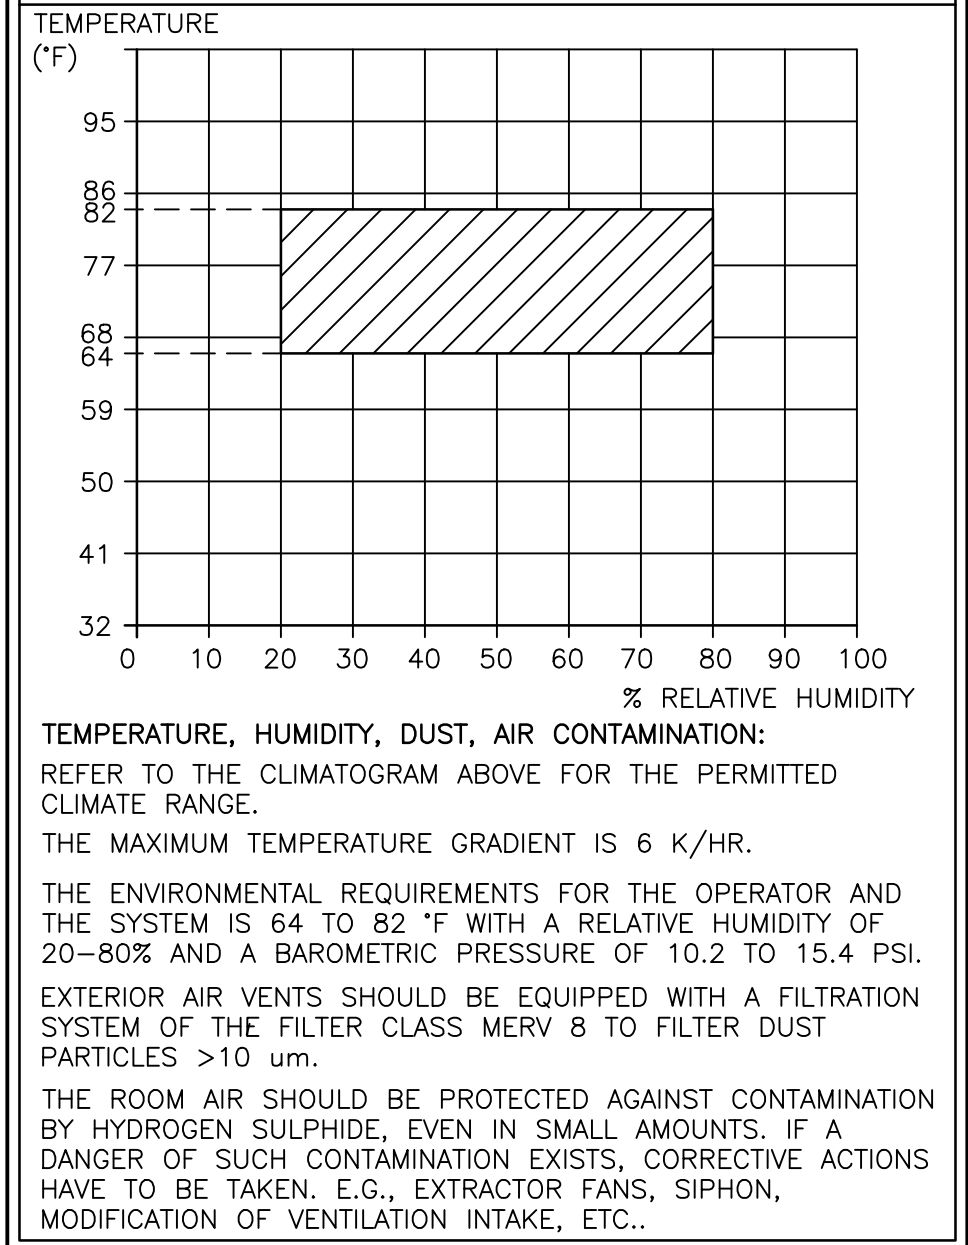 TEMPERATURE
(°F)
95
86
82
77
68
64
59
50
41
32
0 10 20 30 40 50 60 70 80 90 100
% RELATIVE HUMIDITY
TEMPERATURE, HUMIDITY, DUST, AIR CONTAMINATION:
REFER TO THE CLIMATOGRAM ABOVE FOR THE PERMITTED
CLIMATE RANGE.
THE MAXIMUM TEMPERATURE GRADIENT IS 6 K/HR.
THE ENVIRONMENTAL REQUIREMENTS FOR THE OPERATOR AND
THE SYSTEM IS 64 TO 82 °F WITH A RELATIVE HUMIDITY OF
20-80% AND A BAROMETRIC PRESSURE OF 10.2 TO 15.4 PSI.
EXTERIOR AIR VENTS SHOULD BE EQUIPPED WITH A FILTRATION
SYSTEM OF THE FILTER CLASS MERV 8 TO FILTER DUST
PARTICLES >10 um.
THE ROOM AIR SHOULD BE PROTECTED AGAINST CONTAMINATION
BY HYDROGEN SULPHIDE, EVEN IN SMALL AMOUNTS. IF A
DANGER OF SUCH CONTAMINATION EXISTS, CORRECTIVE ACTIONS
HAVE TO BE TAKEN. E.G., EXTRACTOR FANS, SIPHON,
MODIFICATION OF VENTILATION INTAKE, ETC..